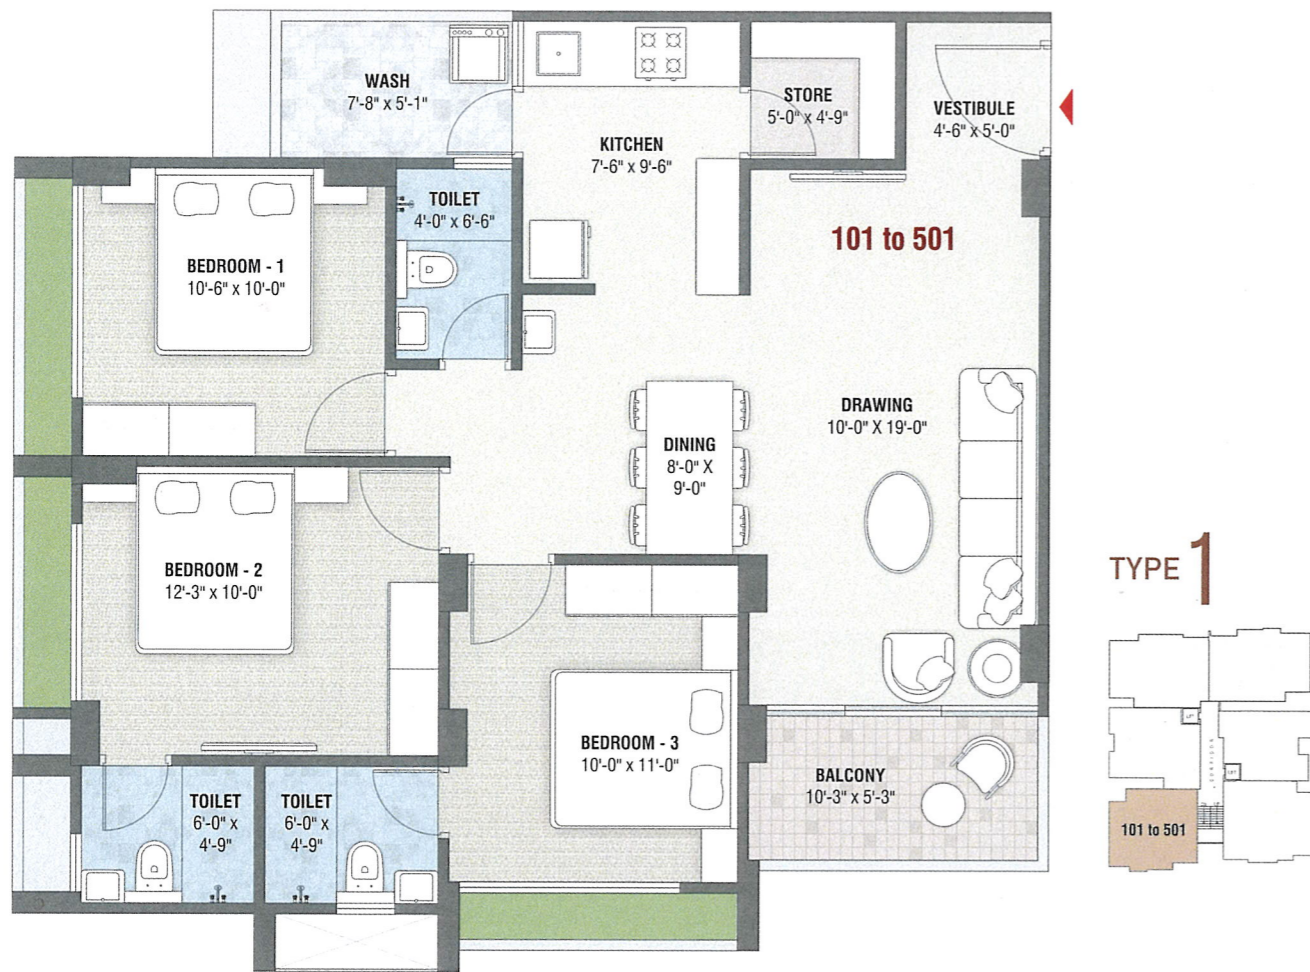 WASH
7'-8" x 5'-1"
KITCHEN
7'-6" x 9'-6"
STORE
5'-0" x 4'-9"
VESTIBULE
4'-6" x 5'-0"
TOILET
4'-0" x 6'-6"
101 to 501
BEDROOM - 1
10'-6" x 10'-0"
DRAWING
10'-0" X 19'-0"
DINING
8'-0" X
9'-0"
BEDROOM - 2
12'-3" x 10'-0"
TYPE 1
BEDROOM - 3
10'-0" x 11'-0"
BALCONY
10'-3" x 5'-3"
TOILET
6'-0" x
4'-9"
TOILET
6'-0" x
4'-9"
101 to 501